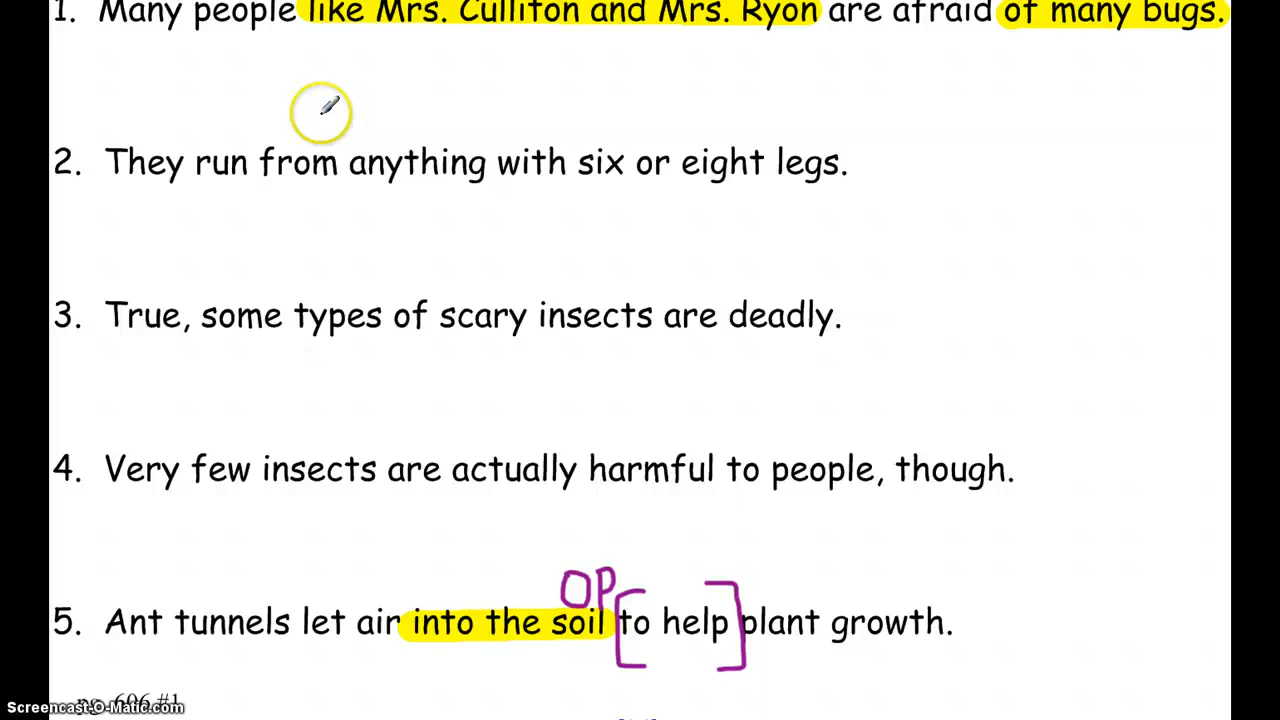 1. Many people like Mrs. Culliton and Mrs. Ryon are afraid of many bugs.
2. They run from anything with six or eight legs.
3. True, some types of scary insects are deadly.
4. Very few insects are actually harmful to people, though.
OP
5. Ant tunnels let air into the soil to help plant growth.
pg. 606 #1
Screencast-O-Matic.com